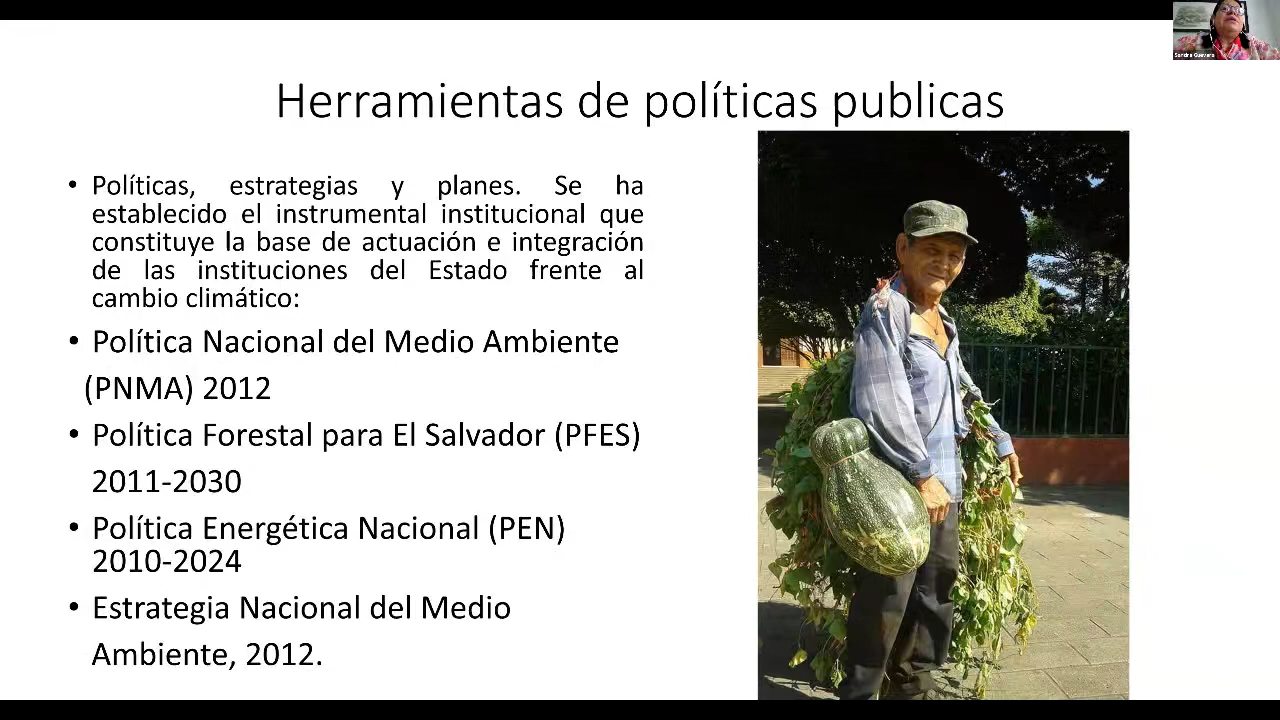 Sandra Guevara
Herramientas de políticas publicas
• Políticas, estrategias y planes. Se ha
establecido el instrumental institucional que
constituye la base de actuación e integración
de las instituciones del Estado frente al
cambio climático:
• Política Nacional del Medio Ambiente
(PNMA) 2012
• Política Forestal para El Salvador (PFES)
2011-2030
• Política Energética Nacional (PEN)
2010-2024
• Estrategia Nacional del Medio
Ambiente, 2012.